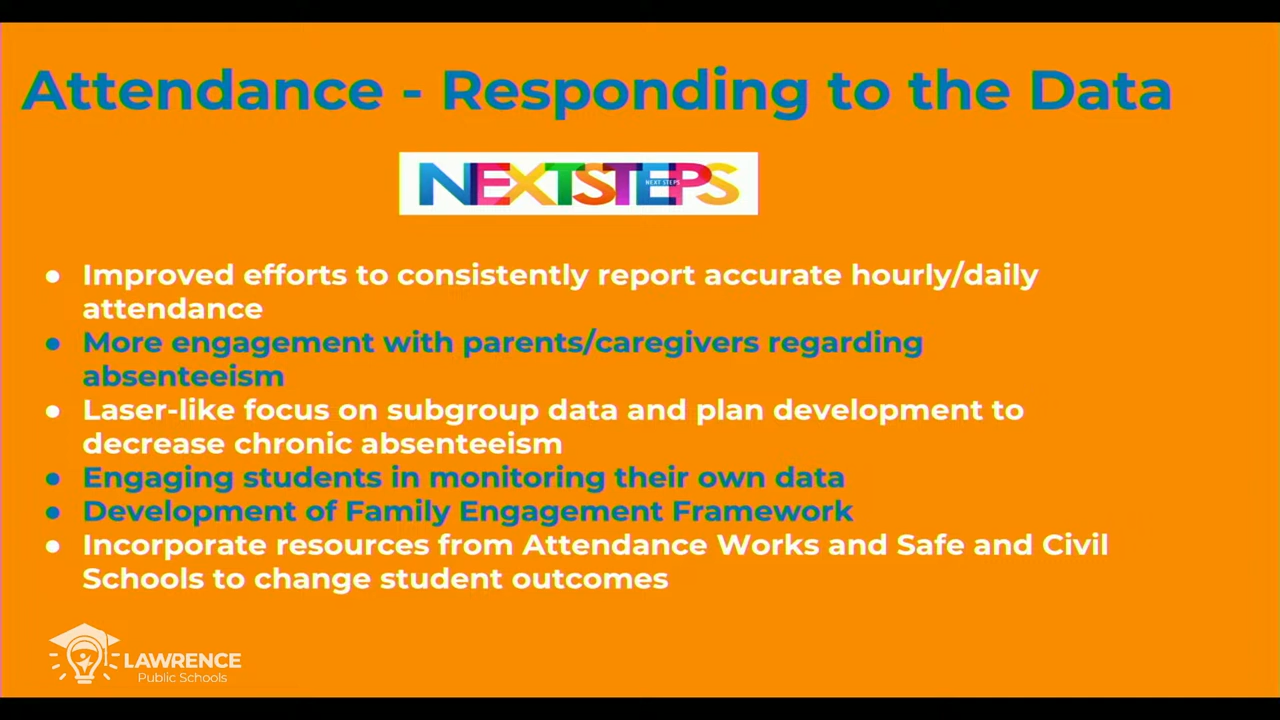 Attendance - Responding to the Data
NEXTSTEPS
NEXT STEPS
● Improved efforts to consistently report accurate hourly/daily
attendance
● More engagement with parents/caregivers regarding
absenteeism
● Laser-like focus on subgroup data and plan development to
decrease chronic absenteeism
● Engaging students in monitoring their own data
● Development of Family Engagement Framework
● Incorporate resources from Attendance Works and Safe and Civil
Schools to change student outcomes
LAWRENCE
Public Schools